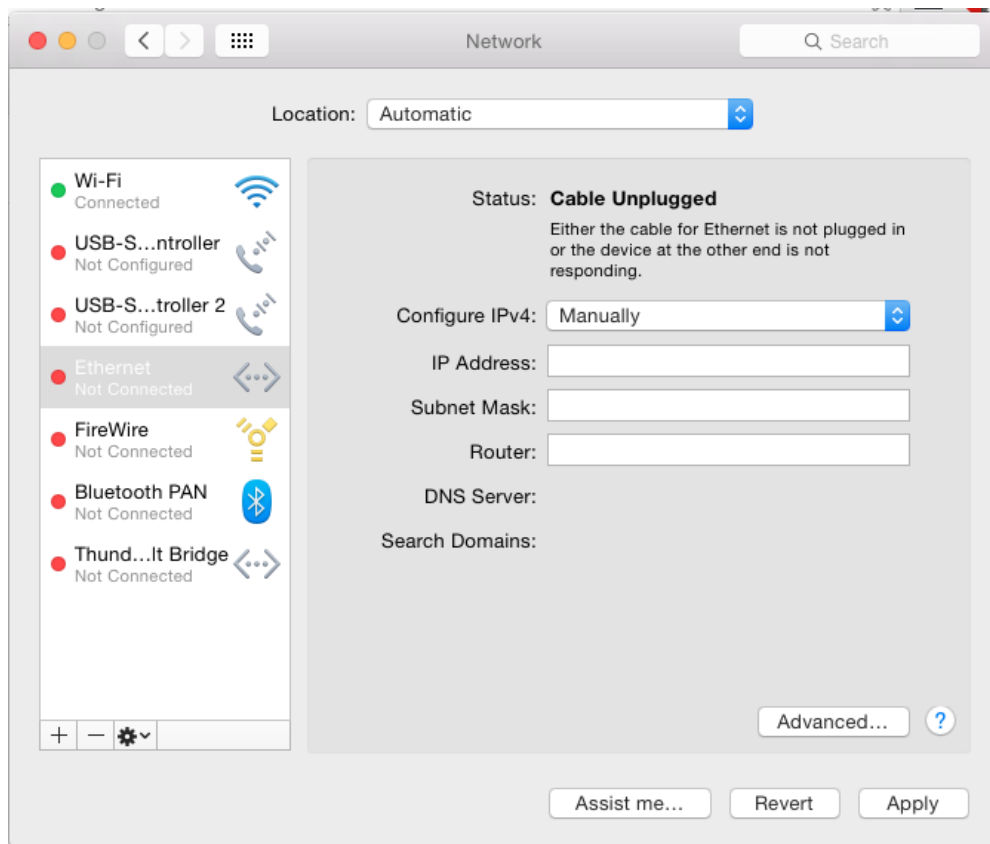 Network
Search
Location: Automatic
Wi-Fi
Connected
USB-S...ntroller
Not Configured
USB-S...troller 2
Not Configured
Ethernet
Not Connected
FireWire
Not Connected
Bluetooth PAN
Not Connected
Thund...lt Bridge
Not Connected
Status: Cable Unplugged
Either the cable for Ethernet is not plugged in
or the device at the other end is not
responding.
Configure IPv4: Manually
IP Address:
Subnet Mask:
Router:
DNS Server:
Search Domains:
Advanced...
?
Assist me...
Revert
Apply